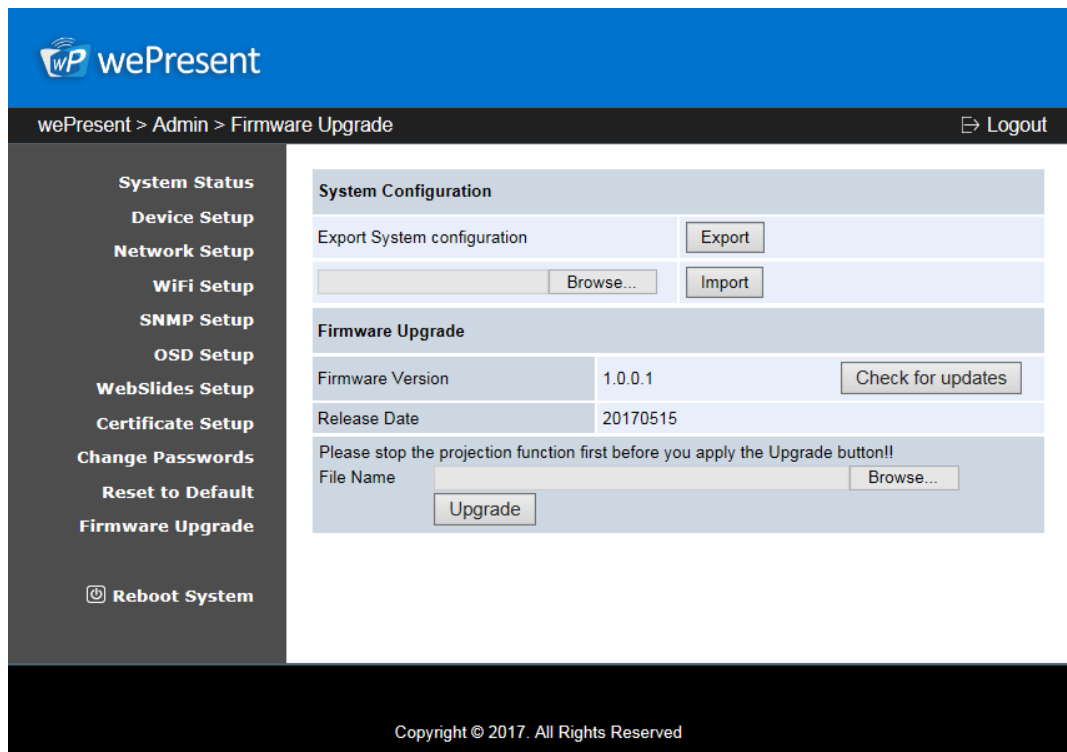 wP wePresent
wePresent > Admin > Firmware Upgrade
Logout
System Status
Device Setup
Network Setup
WiFi Setup
SNMP Setup
OSD Setup
WebSlides Setup
Certificate Setup
Change Passwords
Reset to Default
Firmware Upgrade
Reboot System
System Configuration
Export System configuration Export
Browse... Import
Firmware Upgrade
Firmware Version 1.0.0.1 Check for updates
Release Date 20170515
Please stop the projection function first before you apply the Upgrade button!!
File Name Browse...
Upgrade
Copyright © 2017. All Rights Reserved